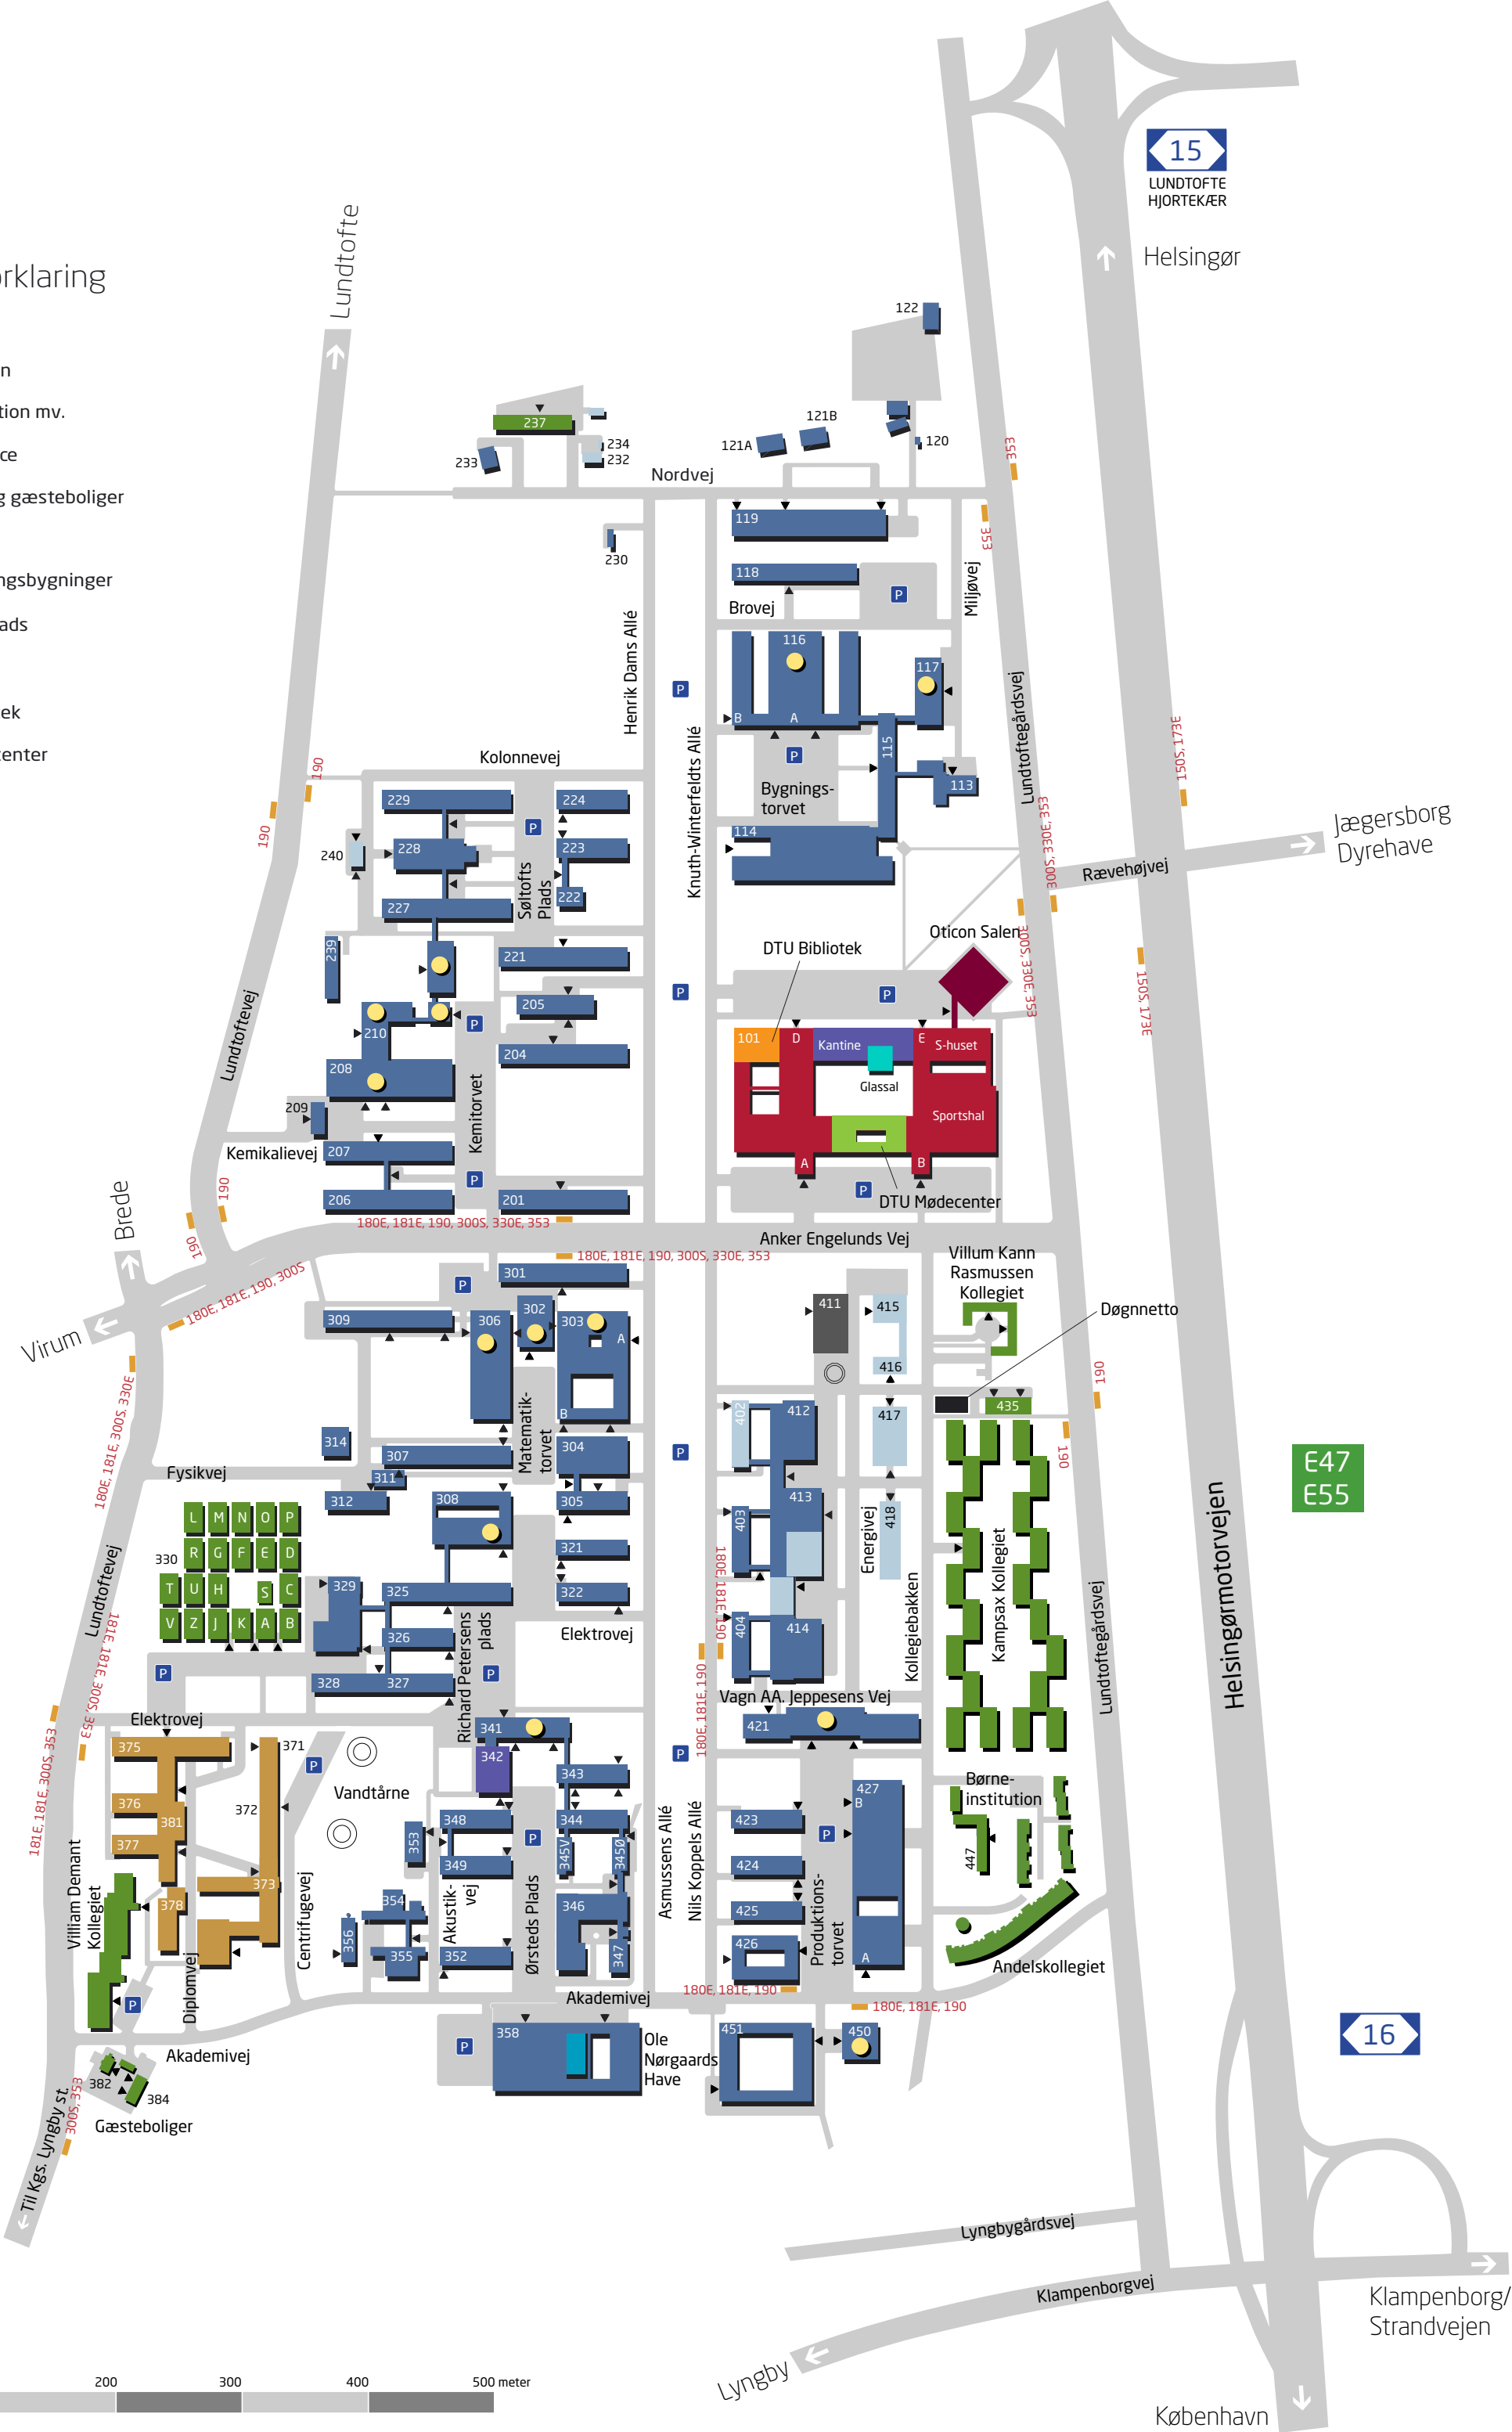 15
LUNDTOFTE
HJORTEKÆR
Helsingør
Lundtofte
orklaring
n
tion mv.
ce
g gæsteboliger
ngsbygninger
ads
ek
center
122
237
234
232
233
121A
121B
120
Nordvej
353
353
119
230
118
P
Brovej
Miljøvej
Henrik Dams Allé
116
117
B
A
P
P
115
113
Bygnings-
torvet
114
Knuth-Winterfeldts Allé
Lundtoftegårdsvej
150S, 173E
Kolonnevej
190
190
229
224
P
240
228
223
222
227
Søltofts
Plads
353, 330E, 300S
Rævehøjvej
Jægersborg
Dyrehave
239
221
DTU Bibliotek
Oticon Salen
300S, 330E, 353
150S, 173E
205
P
P
P
210
204
208
101
D
Kantine
E
S-huset
Glassal
Sportshal
Lundtoftevej
209
Kemitorvet
Kemikalievej
207
206
201
P
A
B
P
DTU Mødecenter
190
190
Brede
180E, 181E, 190, 300S, 330E, 353
180E, 181E, 190, 300S, 330E, 353
Anker Engelunds Vej
180E, 181E, 190, 300S
Virum
301
P
302
303
A
B
306
309
411
415
416
Villum Kann
Rasmussen
Kollegiet
Døgnnetto
190
190
180E, 181E, 300S, 330E
314
307
311
312
308
Matematik-
torvet
304
305
P
402
412
417
435
E47
E55
Fysikvej
413
403
418
Energivej
L M N O P
330
R G F E D
T U H S C
V Z J K A B
321
322
325
329
326
328
327
180E, 181E, 190
404
414
Kollegiebakken
Kampsax Kollegiet
Lundtoftegårdsvej
Helsingørmotorvejen
Lundtoftevej
181E, 181E, 300S, 353
181E, 181E, 300S, 353
P
P
Richard Petersens
plads
Elektrovej
180E, 181E, 190
Vagn AA. Jeppesens Vej
Elektrovej
341
342
421
375
371
P
P
376
372
381
377
Vandtårne
343
Børne-
institution
427
B
A
348
344
353
349
345V
345Ø
P
423
P
424
447
Villiam Demant
Kollegiet
373
378
354
356
355
352
Akustik-
vej
346
347
425
426
Centrifugevej
Ørsteds Plads
Asmussens Allé
Nils Koppels Allé
Produktions-
torvet
Andelskollegiet
Diplomvej
P
Akademivej
180E, 181E, 190
180E, 181E, 190
358
P
Ole
Nørgaards
Have
451
450
16
Akademivej
382
384
Gæsteboliger
300S, 353
Til Kgs. Lyngby st.
Lyngbygårdsvej
Klampenborgvej
Klampenborg/
Strandvejen
Lyngby
København
200
300
400
500 meter